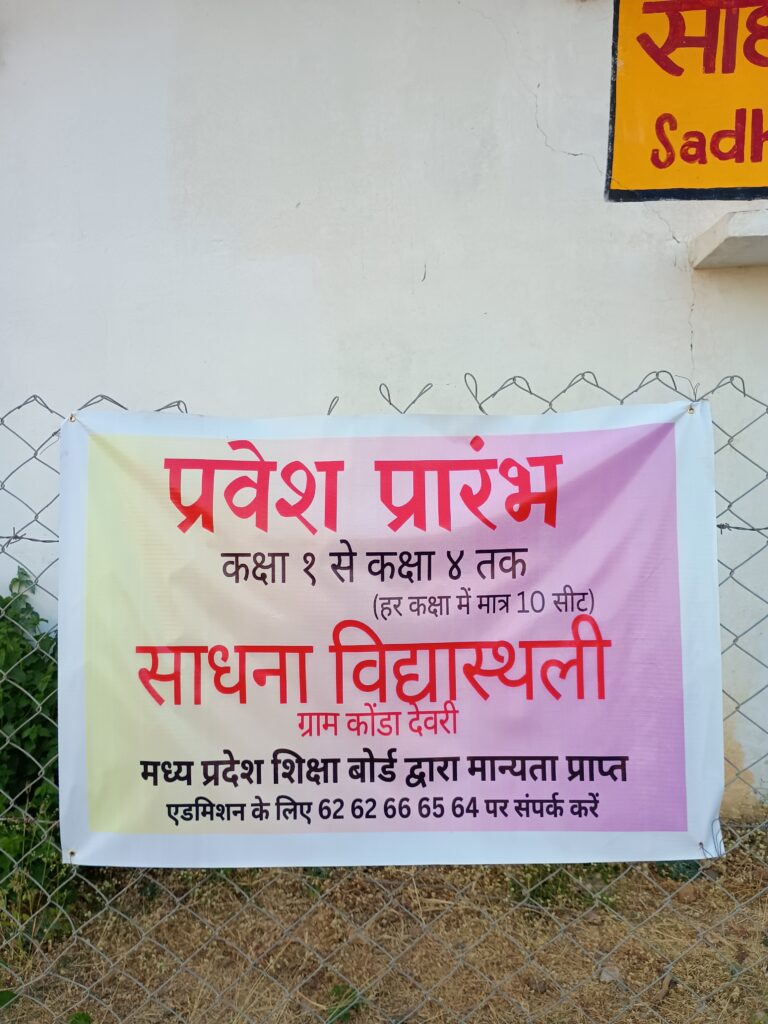 Sadh
प्रवेश प्रारंभ
कक्षा १ से कक्षा ४ तक
(हर कक्षा में मात्र 10 सीट)
साधना विद्यास्थली
ग्राम कोंडा देवरी
मध्य प्रदेश शिक्षा बोर्ड द्वारा मान्यता प्राप्त
एडमिशन के लिए 62 62 66 65 64 पर संपर्क करें